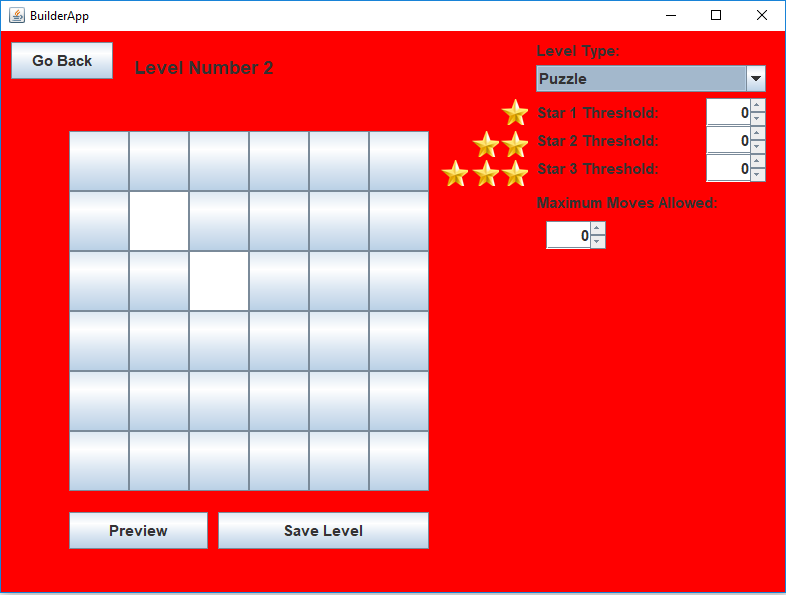 BuilderApp
Go Back
Level Number 2
Level Type:
Puzzle
Star 1 Threshold: 0
Star 2 Threshold: 0
Star 3 Threshold: 0
Maximum Moves Allowed:
0
Preview
Save Level